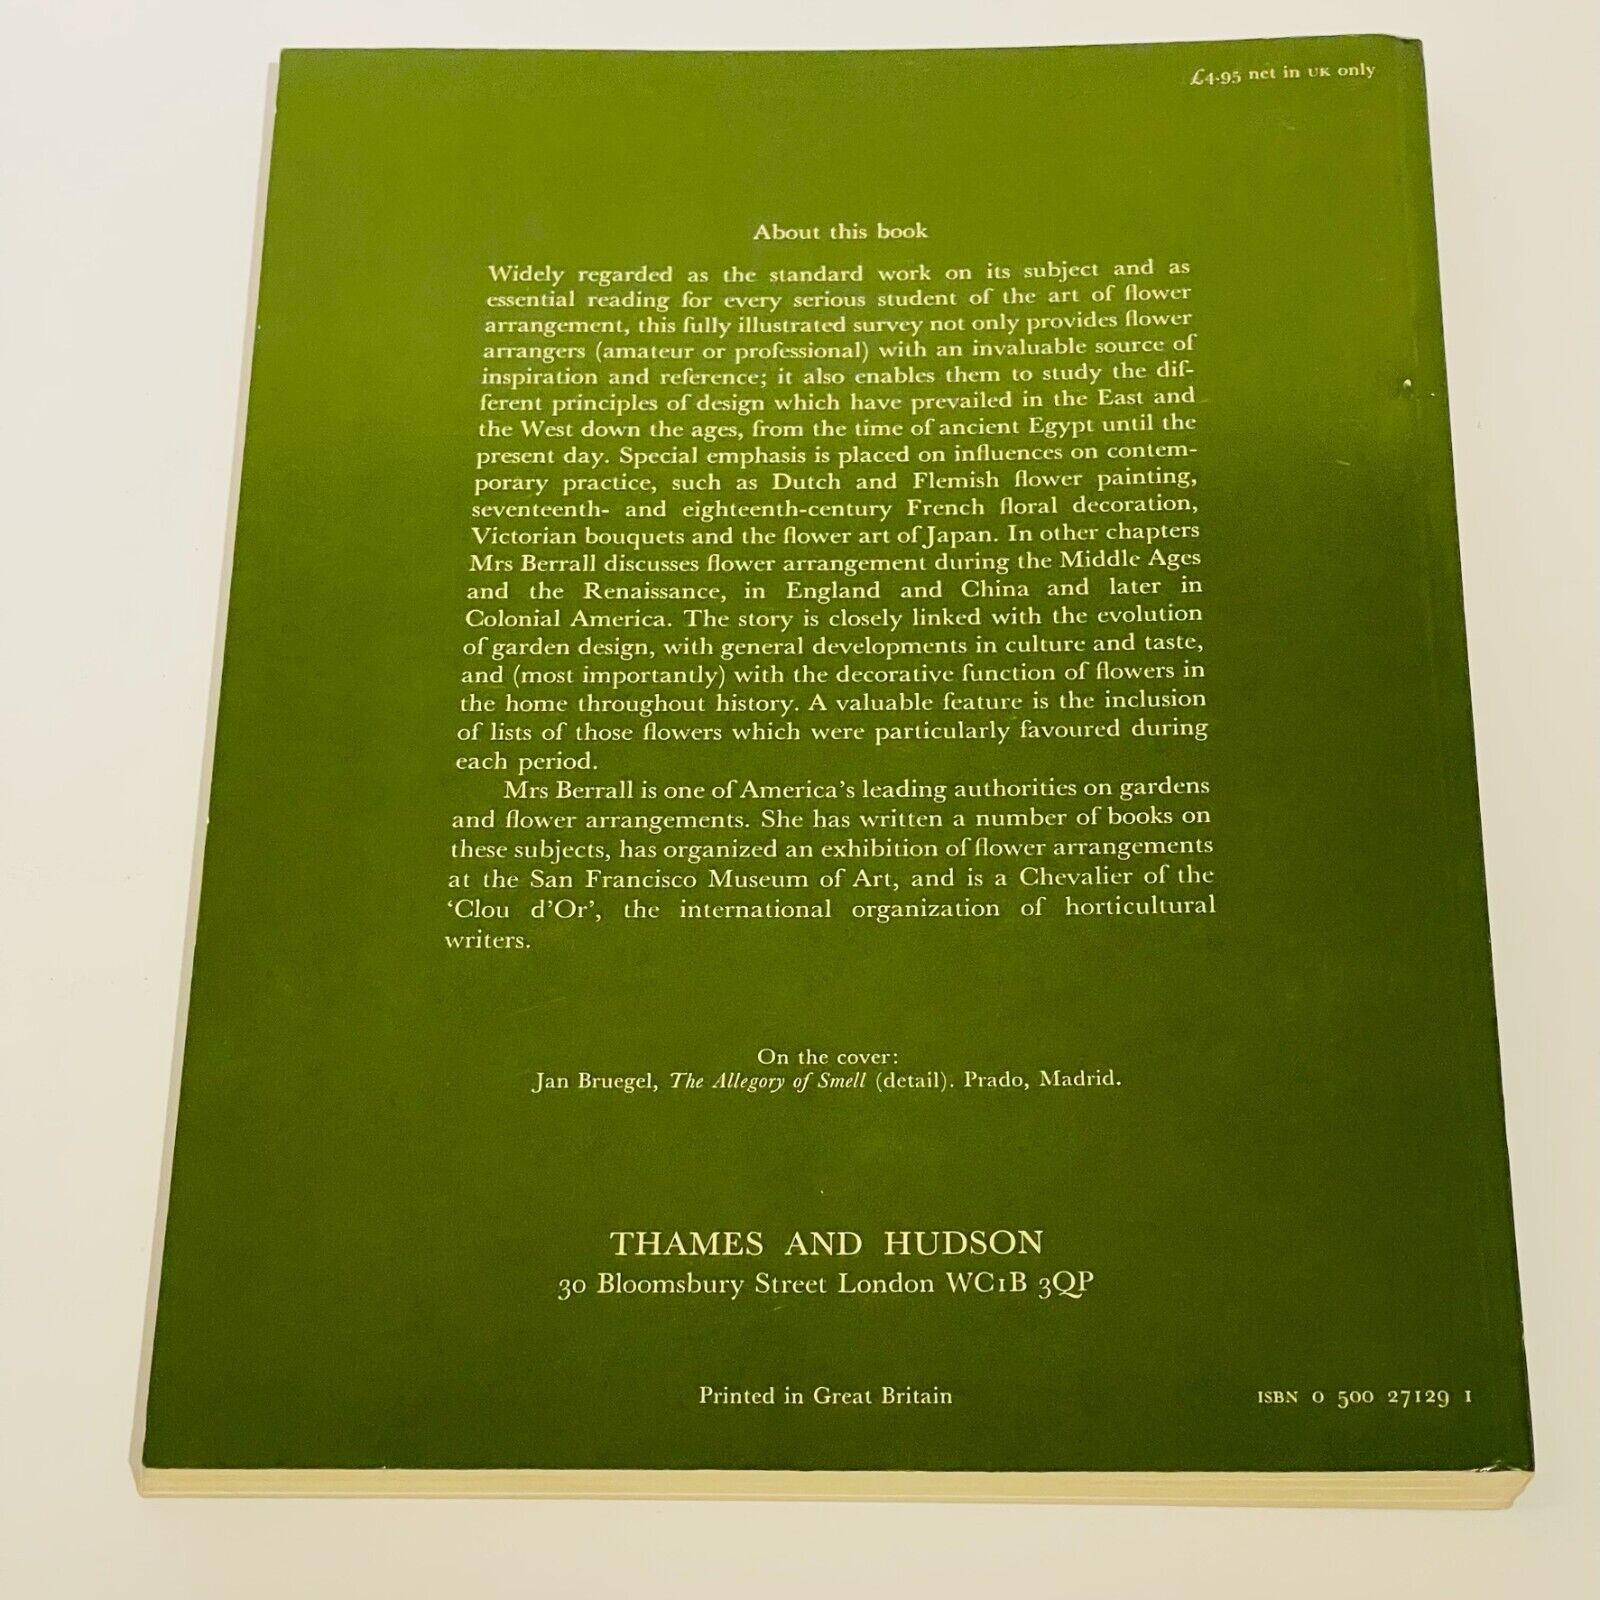 £4·95 net in UK only
About this book
Widely regarded as the standard work on its subject and as
essential reading for every serious student of the art of flower
arrangement, this fully illustrated survey not only provides flower
arrangers (amateur or professional) with an invaluable source of
inspiration and reference; it also enables them to study the dif-
ferent principles of design which have prevailed in the East and
the West down the ages, from the time of ancient Egypt until the
present day. Special emphasis is placed on influences on contem-
porary practice, such as Dutch and Flemish flower painting,
seventeenth- and eighteenth-century French floral decoration,
Victorian bouquets and the flower art of Japan. In other chapters
Mrs Berrall discusses flower arrangement during the Middle Ages
and the Renaissance, in England and China and later in
Colonial America. The story is closely linked with the evolution
of garden design, with general developments in culture and taste,
and (most importantly) with the decorative function of flowers in
the home throughout history. A valuable feature is the inclusion
of lists of those flowers which were particularly favoured during
each period.
Mrs Berrall is one of America's leading authorities on gardens
and flower arrangements. She has written a number of books on
these subjects, has organized an exhibition of flower arrangements
at the San Francisco Museum of Art, and is a Chevalier of the
'Clou d'Or', the international organization of horticultural
writers.
On the cover:
Jan Bruegel, The Allegory of Smell (detail). Prado, Madrid.
THAMES AND HUDSON
30 Bloomsbury Street London WC1B 3QP
Printed in Great Britain
ISBN 0 500 27129 1